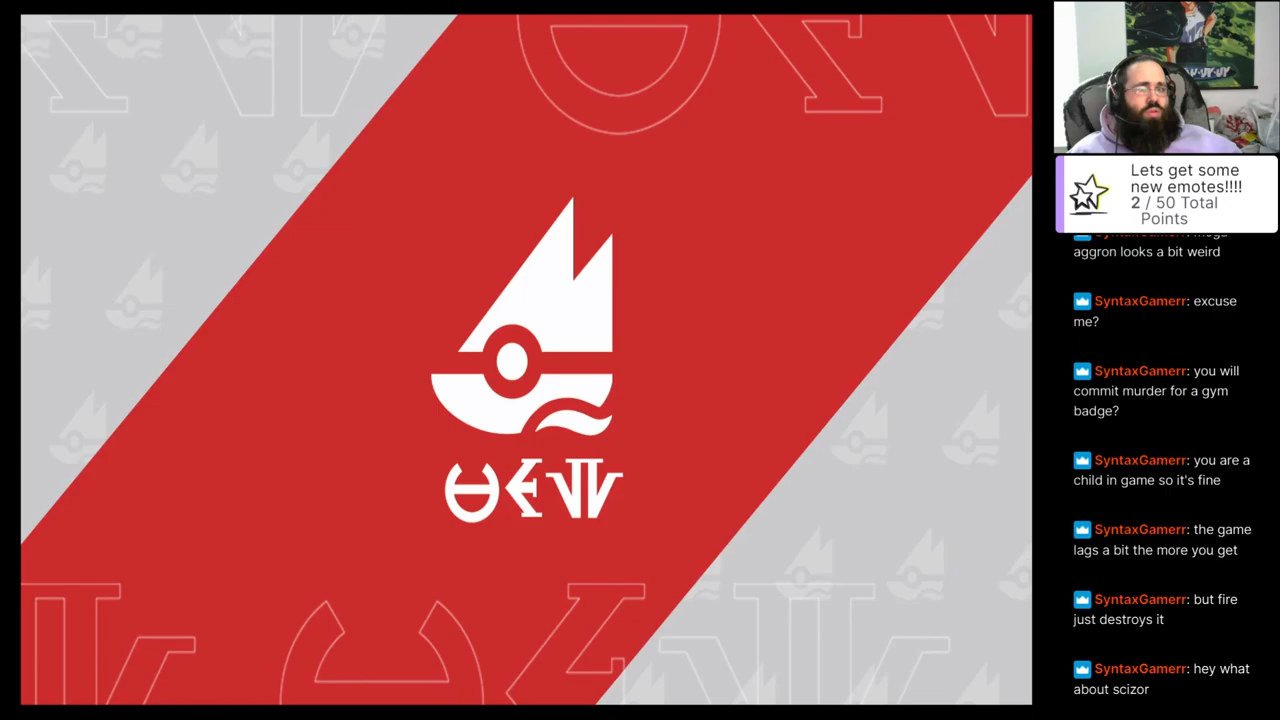 Lets get some
new emotes!!!!
2 / 50 Total
Points
aggron looks a bit weird
SyntaxGamerr: excuse
me?
SyntaxGamerr: you will
commit murder for a gym
badge?
SyntaxGamerr: you are a
child in game so it's fine
SyntaxGamerr: the game
lags a bit the more you get
SyntaxGamerr: but fire
just destroys it
SyntaxGamerr: hey what
about scizor